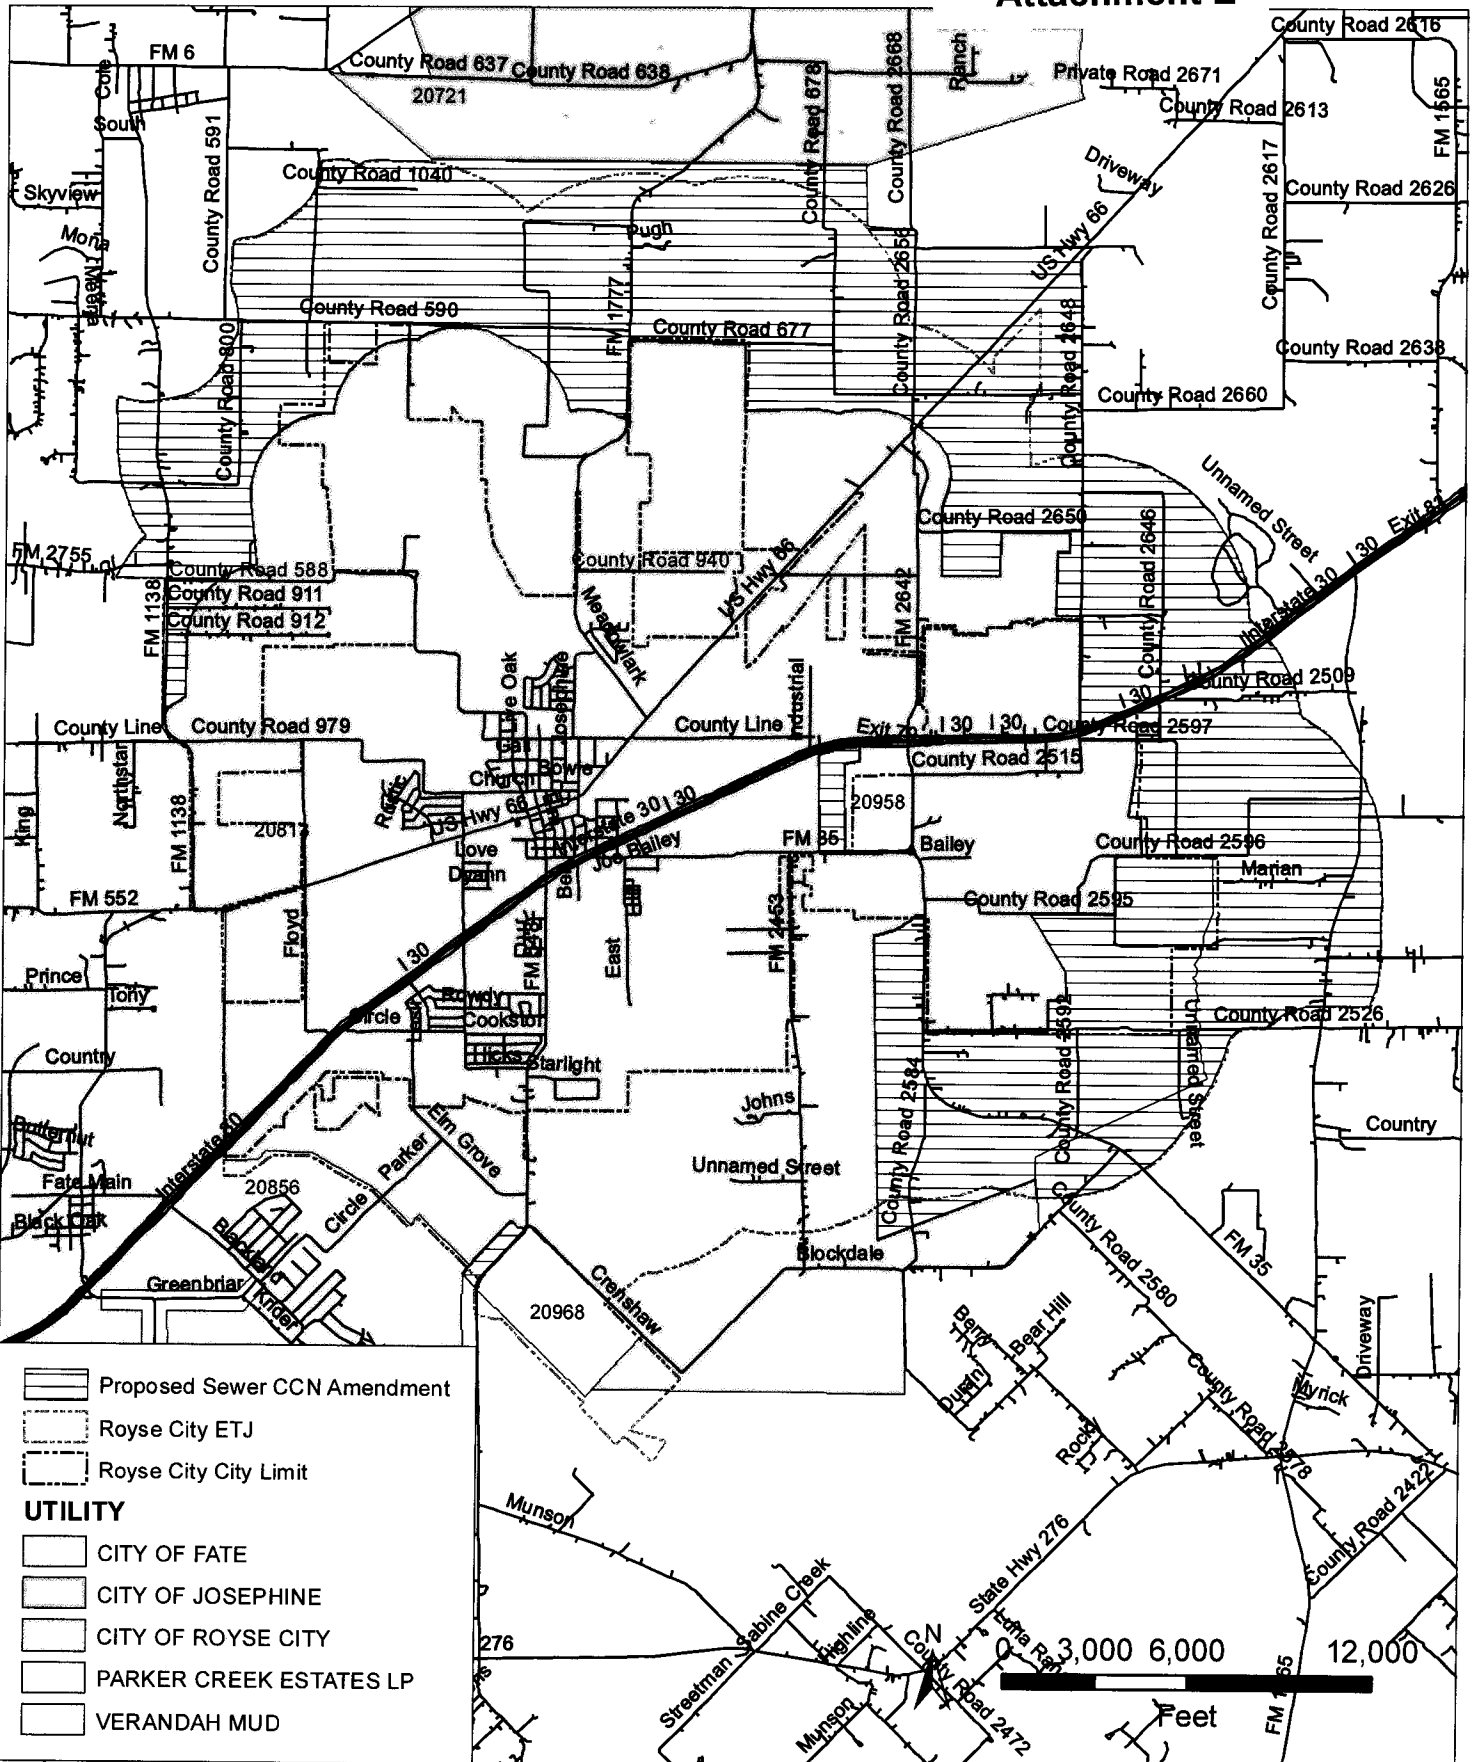 County Road 2616
FM 6
County Road 637
County Road 638
County Road 678
County Road 2668
Ranch
Private Road 2671
FM 1565
Cole
20721
County Road 2613
South
County Road 591
Driveway
County Road 2617
County Road 1040
Skyview
County Road 2626
Mona
Pugh
US Hwy 66
County Road 2656
County Road 590
FM 1777
County Road 677
County Road 2648
County Road 2638
County Road 800
County Road 2660
Unnamed Street
County Road 2650
County Road 2646
I 30
FM 2755
County Road 588
County Road 940
US Hwy 66
Interstate 30
FM 1138
County Road 911
County Road 912
FM 2642
Meadowlark
Live Oak
Josephine
Industrial
I 30
County Road 2509
County Line
County Road 979
County Line
I 30
I 30
County Road 2597
County Road 2515
Church
Bowie
Northstar
King
FM 1138
US Hwy 66
Interstate 30
I 30
20958
Love
Joe Bailey
FM 35
Bailey
County Road 2596
Marian
FM 552
County Road 2595
Floyd
I 30
East
FM 2453
Prince
Tony
Circle
Rowdy
Cookston
County Road 2592
Unnamed Street
County Road 2526
Country
Hicks
Starlight
County Road 2584
Johns
Country
Butternut
Interstate 30
Elm Grove
Parker
Unnamed Street
Fate Main
20856
Circle
Black Oak
Blackland
Blockdale
County Road 2580
FM 35
Greenbriar
Krider
Crenshaw
20968
Berry
Bear Hill
Driveway
County Road 2578
Myrick
Rocky
County Road 2422
Proposed Sewer CCN Amendment
Royse City ETJ
Royse City City Limit
UTILITY
CITY OF FATE
CITY OF JOSEPHINE
CITY OF ROYSE CITY
PARKER CREEK ESTATES LP
VERANDAH MUD
Munson
State Hwy 276
Sabine Creek
Highline
276
Streetman
Munson
County Road 2472
N
0 3,000 6,000 12,000
Feet